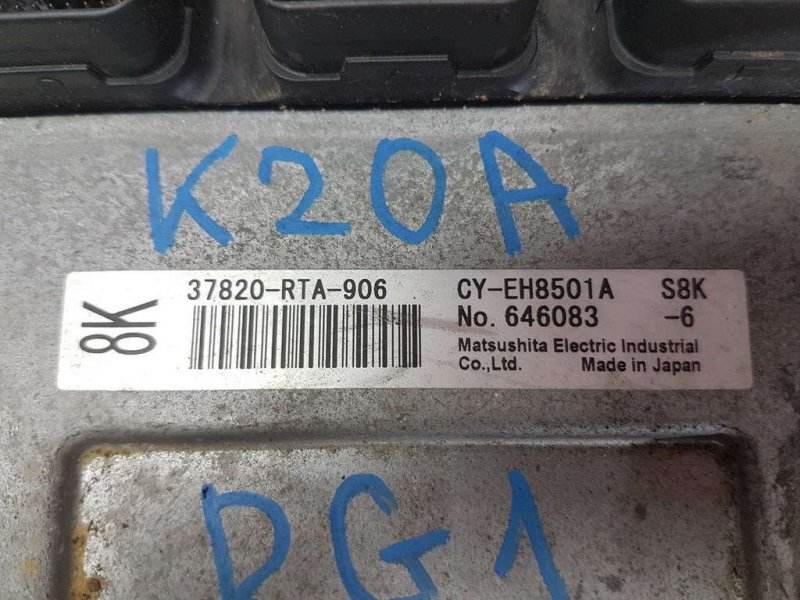 K20A
8K
37820-RTA-906 CY-EH8501A S8K
No. 646083 -6
Matsushita Electric Industrial
Co.,Ltd. Made in Japan
RG1